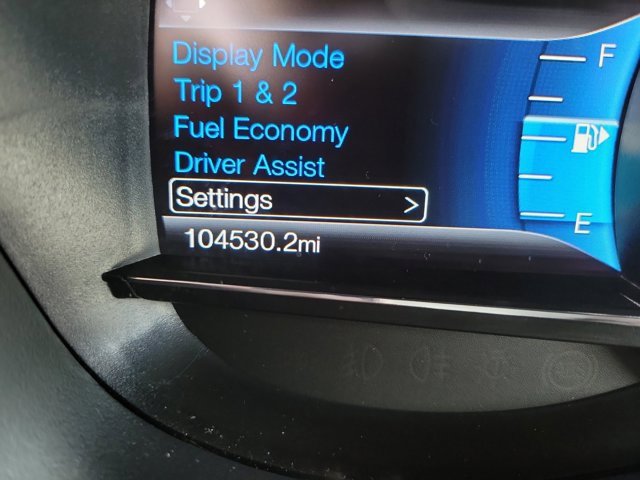 Display Mode
F
Trip 1 & 2
Fuel Economy
Driver Assist
Settings >
E
104530.2mi